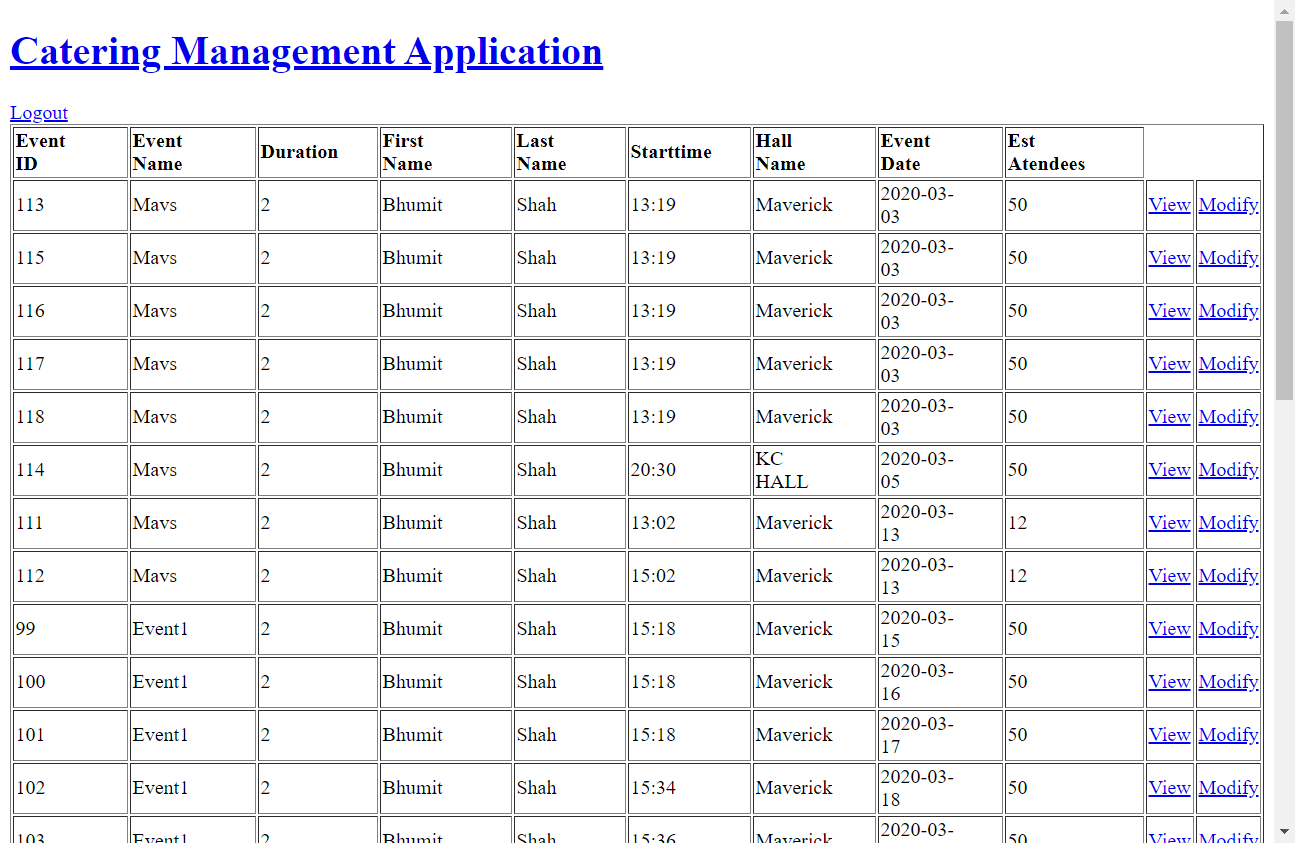 Catering Management Application
Logout
Event ID Event Name Duration First Name Last Name Starttime Hall Name Event Date Est Atendees
113 Mavs 2 Bhumit Shah 13:19 Maverick 2020-03-03 50 View Modify
115 Mavs 2 Bhumit Shah 13:19 Maverick 2020-03-03 50 View Modify
116 Mavs 2 Bhumit Shah 13:19 Maverick 2020-03-03 50 View Modify
117 Mavs 2 Bhumit Shah 13:19 Maverick 2020-03-03 50 View Modify
118 Mavs 2 Bhumit Shah 13:19 Maverick 2020-03-03 50 View Modify
114 Mavs 2 Bhumit Shah 20:30 KC HALL 2020-03-05 50 View Modify
111 Mavs 2 Bhumit Shah 13:02 Maverick 2020-03-13 12 View Modify
112 Mavs 2 Bhumit Shah 15:02 Maverick 2020-03-13 12 View Modify
99 Event1 2 Bhumit Shah 15:18 Maverick 2020-03-15 50 View Modify
100 Event1 2 Bhumit Shah 15:18 Maverick 2020-03-16 50 View Modify
101 Event1 2 Bhumit Shah 15:18 Maverick 2020-03-17 50 View Modify
102 Event1 2 Bhumit Shah 15:34 Maverick 2020-03-18 50 View Modify
103 Event1 2 Bhumit Shah 15:36 Maverick 2020-03- 50 View Modify